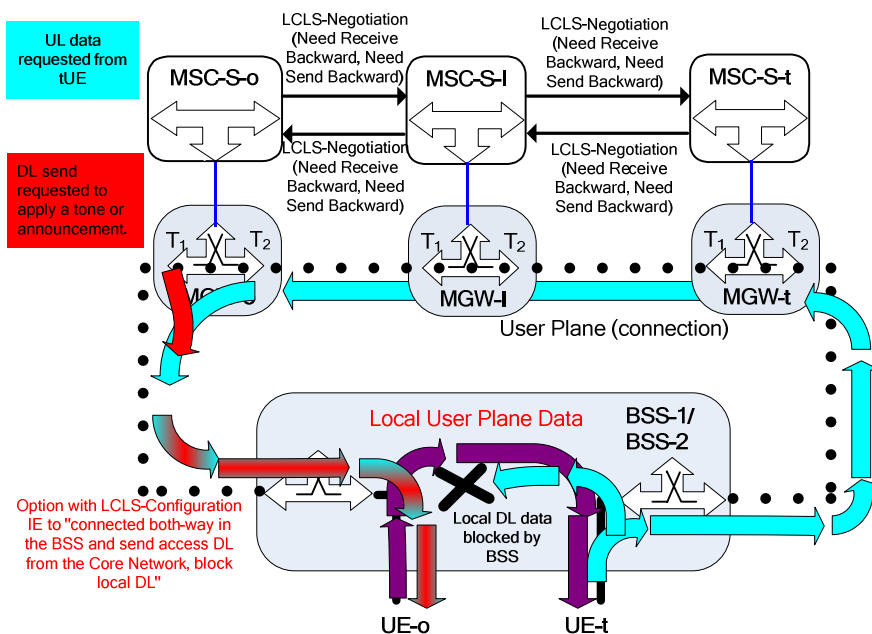 UL data
requested from
tUE
LCLS-Negotiation
(Need Receive
Backward, Need
Send Backward)
LCLS-Negotiation
(Need Receive
Backward, Need
Send Backward)
MSC-S-o
MSC-S-I
MSC-S-t
LCLS-Negotiation
(Need Receive
Backward, Need
Send Backward)
LCLS-Negotiation
(Need Receive
Backward, Need
Send Backward)
DL send
requested to
apply a tone or
announcement.
T1
T2
T1
T2
T1
T2
MGW-I
MGW-t
User Plane (connection)
Local User Plane Data
BSS-1/
BSS-2
Option with LCLS-Configuration
IE to "connected both-way in
the BSS and send access DL
from the Core Network, block
local DL"
Local DL data
blocked by
BSS
UE-o
UE-t